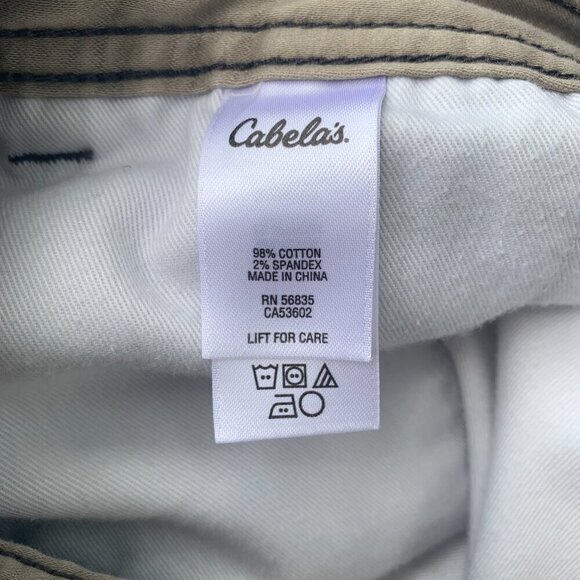 Cabela's.
98% COTTON
2% SPANDEX
MADE IN CHINA
RN 56835
CA53602
LIFT FOR CARE